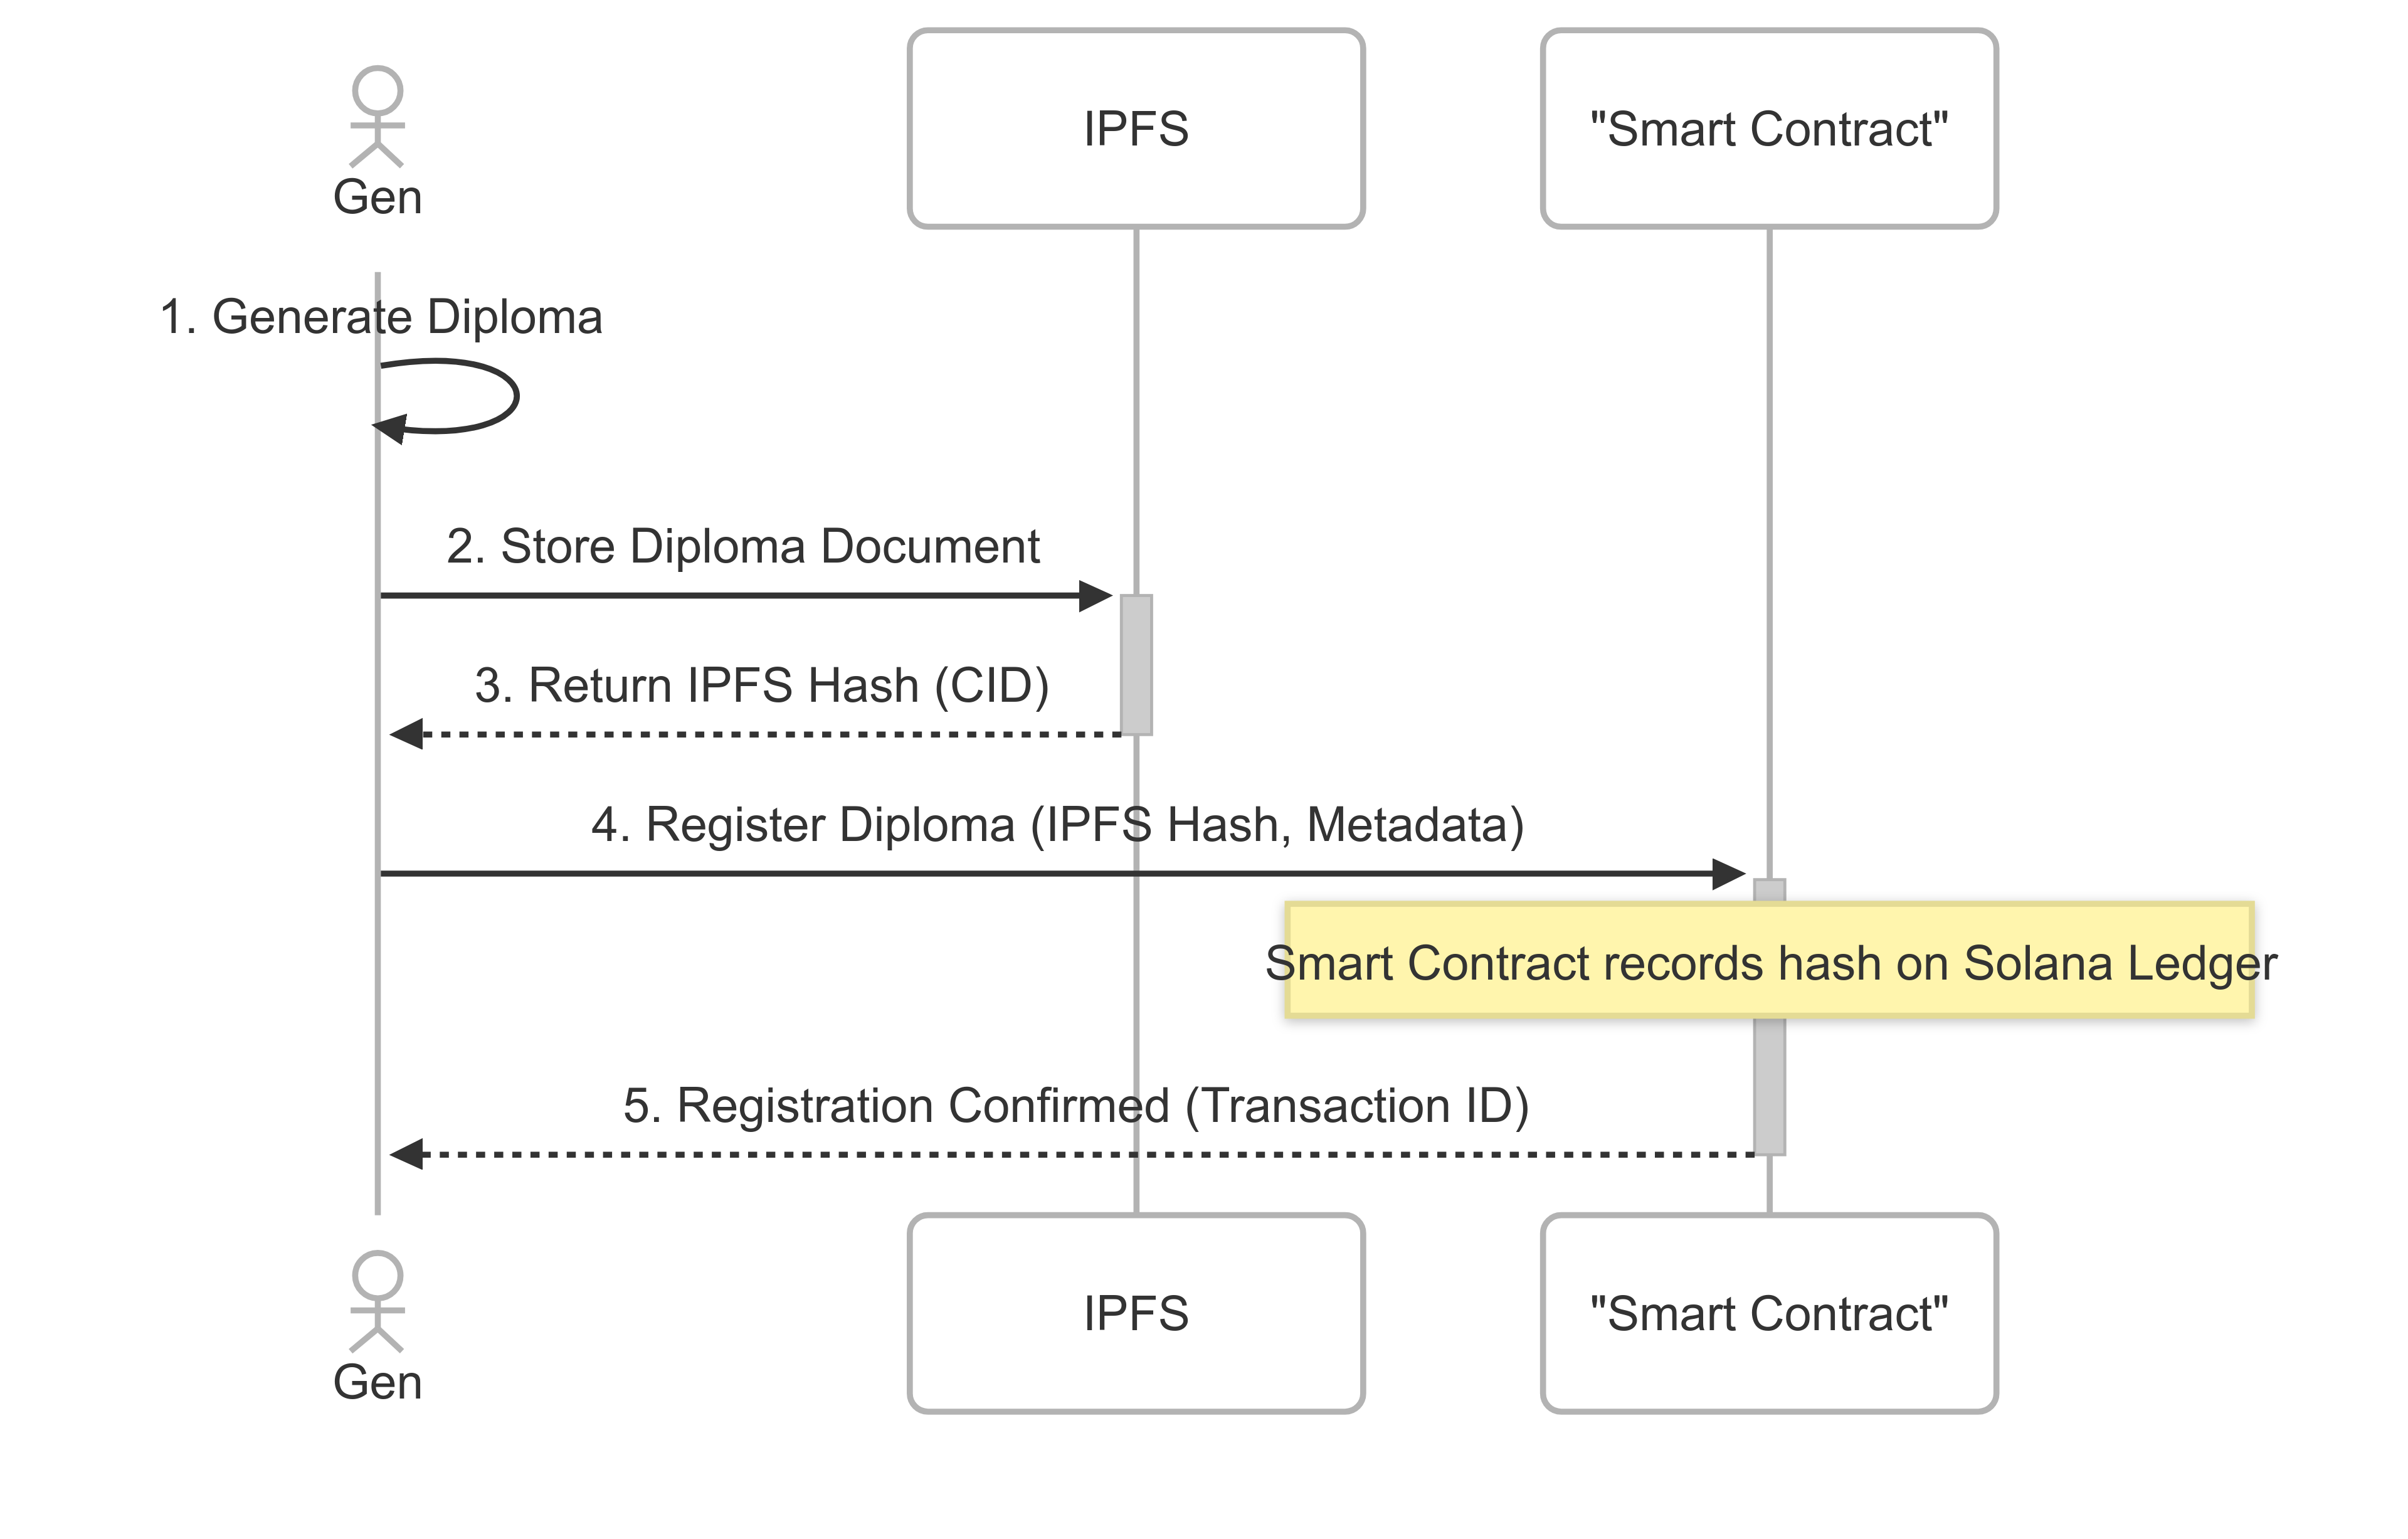 Gen
IPFS
"Smart Contract"
1. Generate Diploma
2. Store Diploma Document
3. Return IPFS Hash (CID)
4. Register Diploma (IPFS Hash, Metadata)
Smart Contract records hash on Solana Ledger
5. Registration Confirmed (Transaction ID)
Gen
IPFS
"Smart Contract"